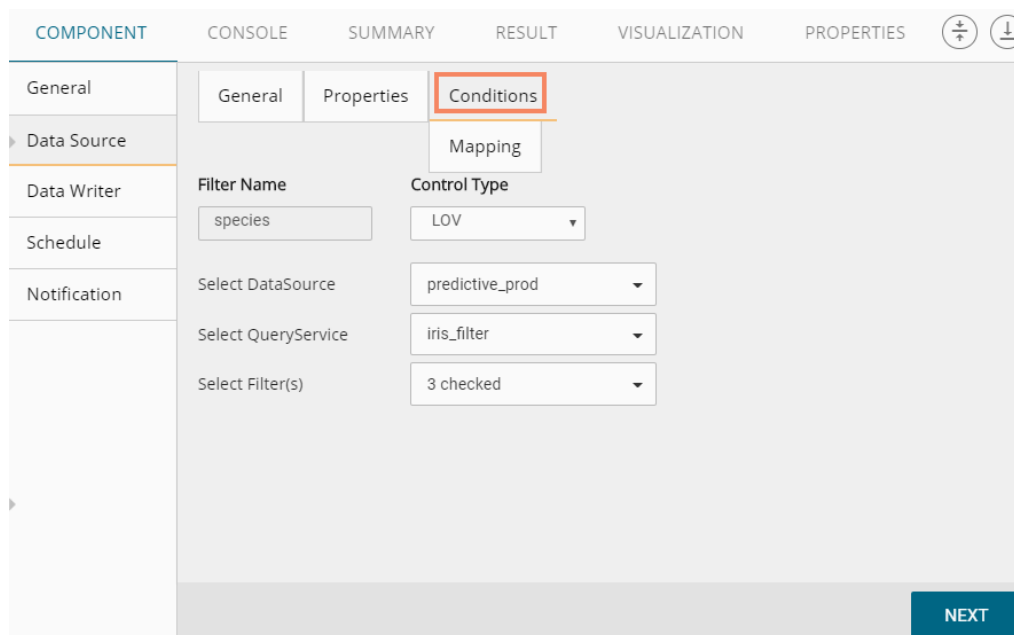 COMPONENT CONSOLE SUMMARY RESULT VISUALIZATION PROPERTIES
General
Data Source
Data Writer
Schedule
Notification
General Properties Conditions
Mapping
Filter Name Control Type
species LOV
Select DataSource predictive_prod
Select QueryService iris_filter
Select Filter(s) 3 checked
NEXT